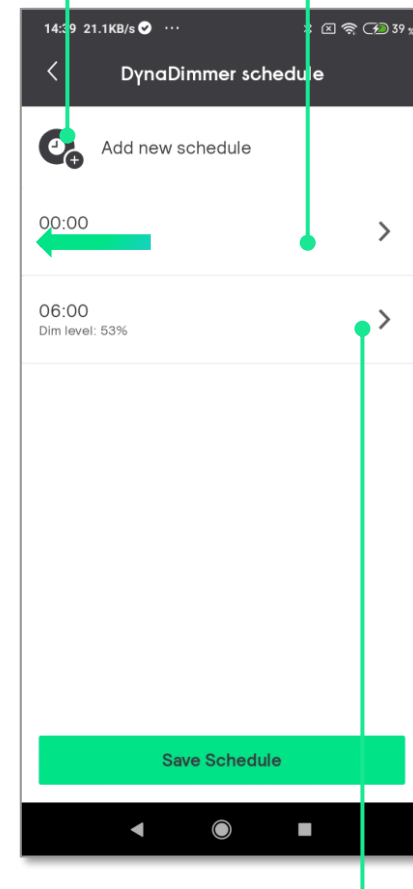 14:39 21.1KB/s ··· 39 %
DynaDimmer schedule
Add new schedule
00:00
06:00
Dim level: 53%
Save Schedule